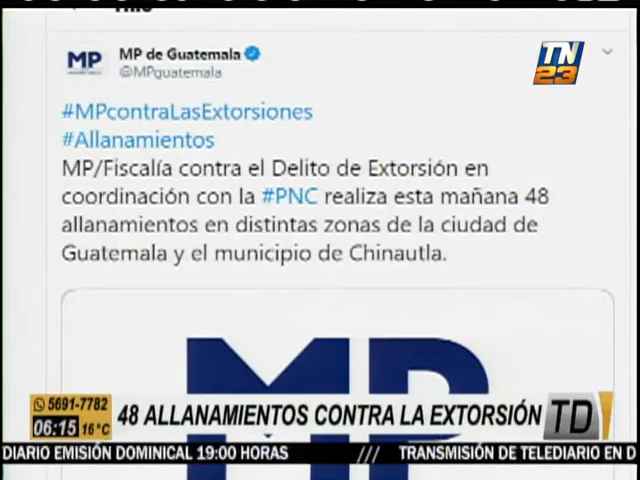 MP
MP de Guatemala
@MPguatemala
TN
23
#MPcontraLasExtorsiones
#Allanamientos
MP/Fiscalía contra el Delito de Extorsión en
coordinación con la #PNC realiza esta mañana 48
allanamientos en distintas zonas de la ciudad de
Guatemala y el municipio de Chinautla.
MP
5691-7782
06:15 16°C
48 ALLANAMIENTOS CONTRA LA EXTORSIÓN
TD
DIARIO EMISIÓN DOMINICAL 19:00 HORAS /// TRANSMISIÓN DE TELEDIARIO EN D